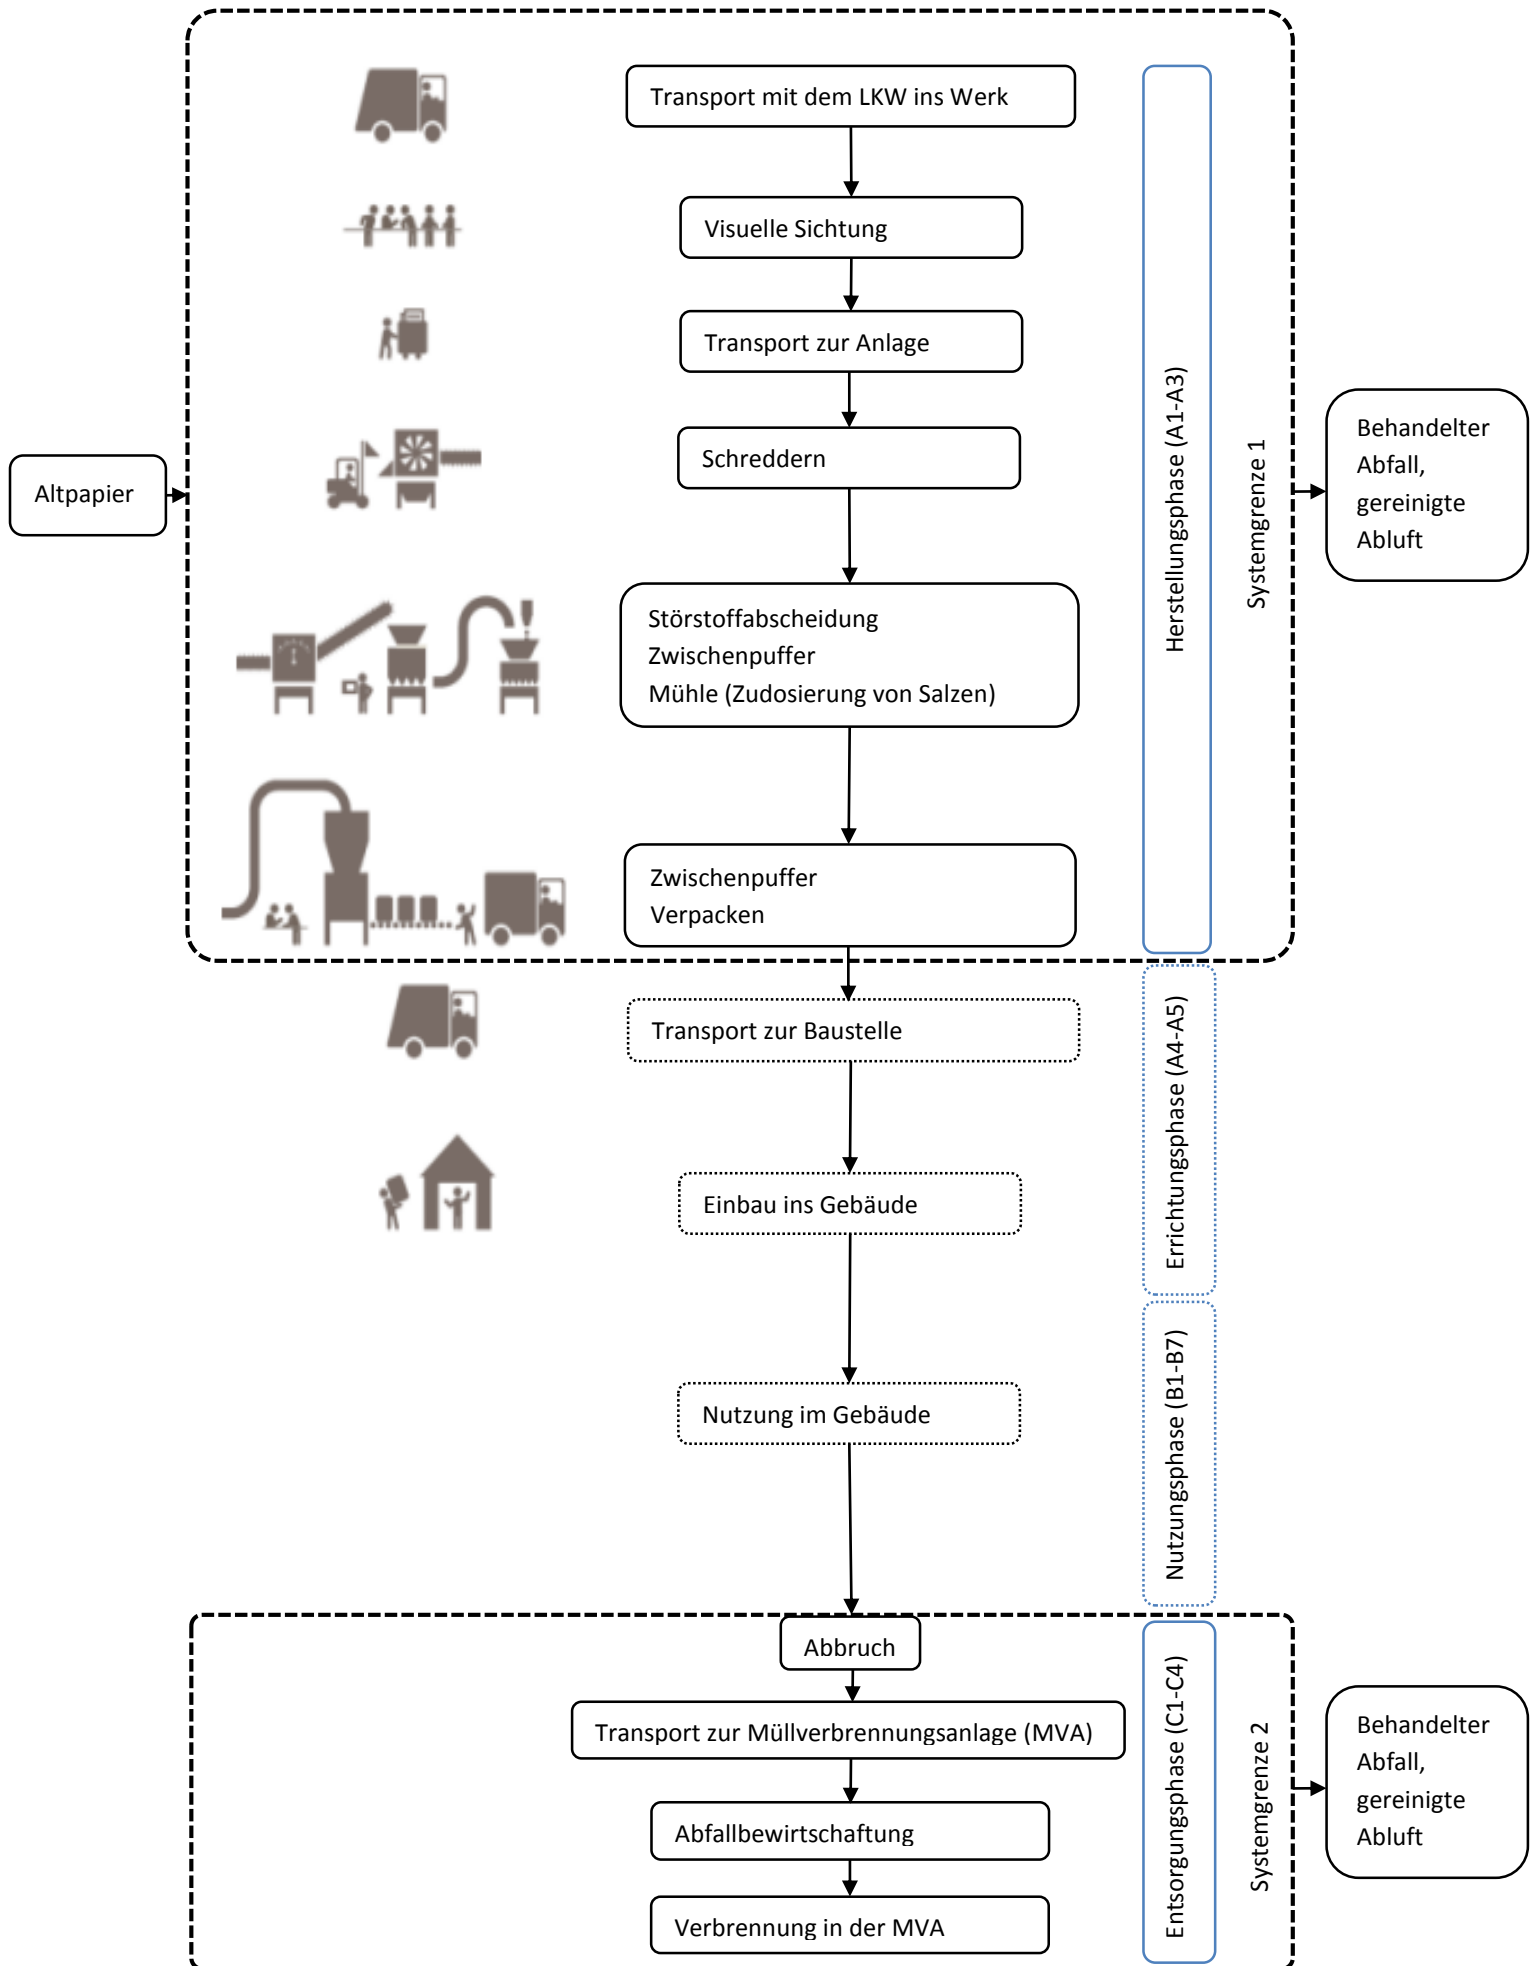 Transport mit dem LKW ins Werk
Visuelle Sichtung
Transport zur Anlage
Schreddern
Altpapier
Störstoffabscheidung
Zwischenpuffer
Mühle (Zudosierung von Salzen)
Zwischenpuffer
Verpacken
Herstellungsphase (A1-A3)
Systemgrenze 1
Behandelter
Abfall,
gereinigte
Abluft
Transport zur Baustelle
Einbau ins Gebäude
Errichtungsphase (A4-A5)
Nutzung im Gebäude
Nutzungsphase (B1-B7)
Abbruch
Transport zur Müllverbrennungsanlage (MVA)
Abfallbewirtschaftung
Verbrennung in der MVA
Entsorgungsphase (C1-C4)
Systemgrenze 2
Behandelter
Abfall,
gereinigte
Abluft